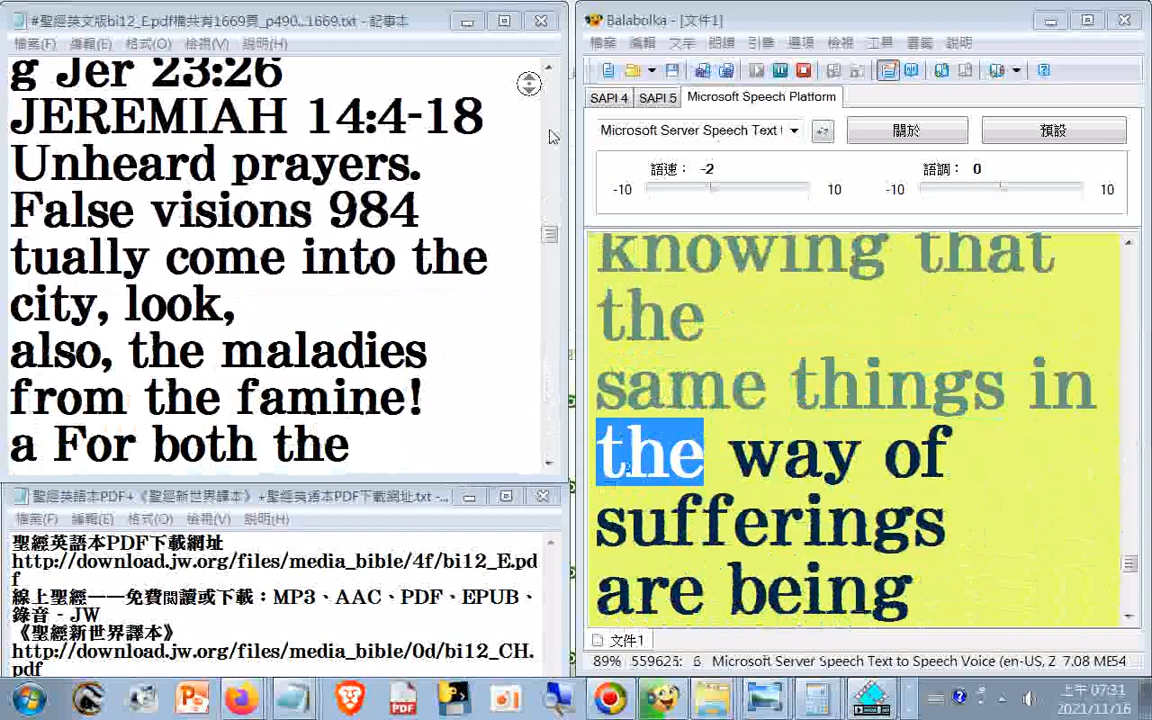 #聖經英文版bi12_E.pdf檔共有1669頁_p490...1669.txt - 記事本
檔案(F) 編輯(E) 格式(O) 檢視(V) 說明(H)
g Jer 23:26
JEREMIAH 14:4-18
Unheard prayers.
False visions 984
tually come into the
city, look,
also, the maladies
from the famine!
a For both the
聖經英語本PDF+《聖經新世界譯本》+聖經英語本PDF下載網址.txt -...
檔案(F) 編輯(E) 格式(O) 檢視(V) 說明(H)
聖經英語本PDF下載網址
http://download.jw.org/files/media_bible/4f/bi12_E.pd
f
線上聖經——免費閱讀或下載：MP3、AAC、PDF、EPUB、
錄音 - JW
《聖經新世界譯本》
http://download.jw.org/files/media_bible/0d/bi12_CH.
pdf
Balabolka - [文件1]
檔案 編輯 文字 朗讀 引擎 選項 檢視 工具 書籤 說明
SAPI 4 SAPI 5 Microsoft Speech Platform
Microsoft Server Speech Text 關於 預設
語速： -2 語調： 0
-10 10 -10 10
knowing that
the
same things in
the way of
sufferings
are being
文件1
89% 559625: 6 Microsoft Server Speech Text to Speech Voice (en-US, Z 7.08 ME54
上午 07:31
2021/11/16